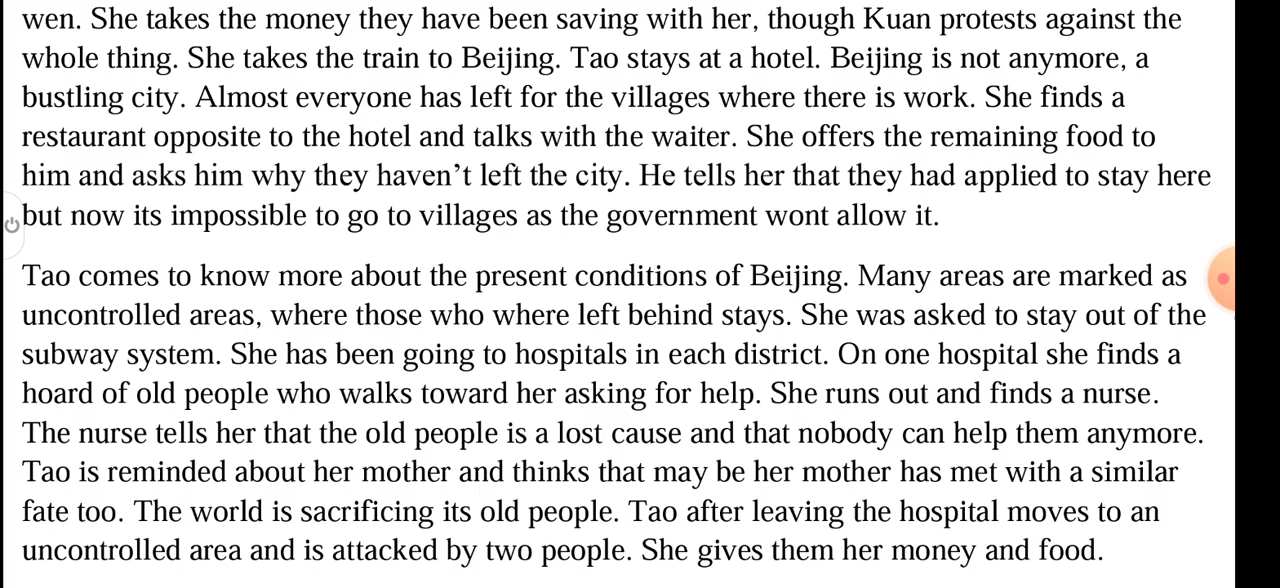 wen. She takes the money they have been saving with her, though Kuan protests against the
whole thing. She takes the train to Beijing. Tao stays at a hotel. Beijing is not anymore, a
bustling city. Almost everyone has left for the villages where there is work. She finds a
restaurant opposite to the hotel and talks with the waiter. She offers the remaining food to
him and asks him why they haven’t left the city. He tells her that they had applied to stay here
but now its impossible to go to villages as the government wont allow it.
Tao comes to know more about the present conditions of Beijing. Many areas are marked as
uncontrolled areas, where those who where left behind stays. She was asked to stay out of the
subway system. She has been going to hospitals in each district. On one hospital she finds a
hoard of old people who walks toward her asking for help. She runs out and finds a nurse.
The nurse tells her that the old people is a lost cause and that nobody can help them anymore.
Tao is reminded about her mother and thinks that may be her mother has met with a similar
fate too. The world is sacrificing its old people. Tao after leaving the hospital moves to an
uncontrolled area and is attacked by two people. She gives them her money and food.